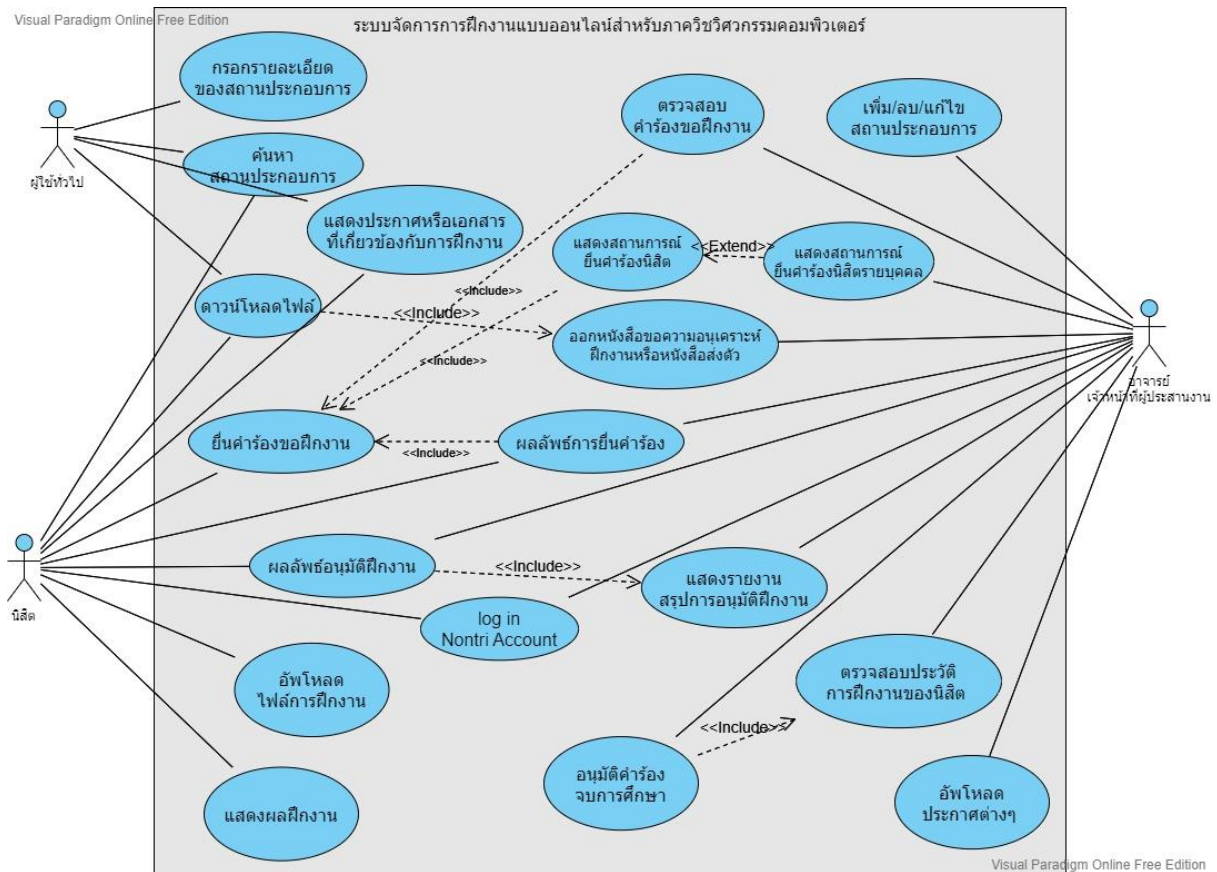 Visual Paradigm Online Free Edition
ระบบจัดการการฝึกงานแบบออนไลน์สำหรับภาควิชวิศวกรรมคอมพิวเตอร์
กรอกรายละเอียด
ของสถานประกอบการ
ตรวจสอบ
คำร้องขอฝึกงาน
เพิ่ม/ลบ/แก้ไข
สถานประกอบการ
ผู้ใช้ทั่วไป
ค้นหา
สถานประกอบการ
แสดงประกาศหรือเอกสาร
ที่เกี่ยวข้องกับการฝึกงาน
แสดงสถานการณ์
ยื่นคำร้องนิสิต
<<Extend>>
แสดงสถานการณ์
ยื่นคำร้องนิสิตรายบุคคล
<<Include>>
ดาวน์โหลดไฟล์
<<Include>>
ออกหนังสือขอความอนุเคราะห์
ฝึกงานหรือหนังสือส่งตัว
<<Include>>
อาจารย์
เจ้าหน้าที่ผู้ประสานงาน
ยื่นคำร้องขอฝึกงาน
<<Include>>
ผลลัพธ์การยื่นคำร้อง
นิสิต
ผลลัพธ์อนุมัติฝึกงาน
<<Include>>
แสดงรายงาน
สรุปการอนุมัติฝึกงาน
log in
Nontri Account
อัพโหลด
ไฟล์การฝึกงาน
ตรวจสอบประวัติ
การฝึกงานของนิสิต
<<Include>>
อนุมัติคำร้อง
จบการศึกษา
แสดงผลฝึกงาน
อัพโหลด
ประกาศต่างๆ
Visual Paradigm Online Free Edition